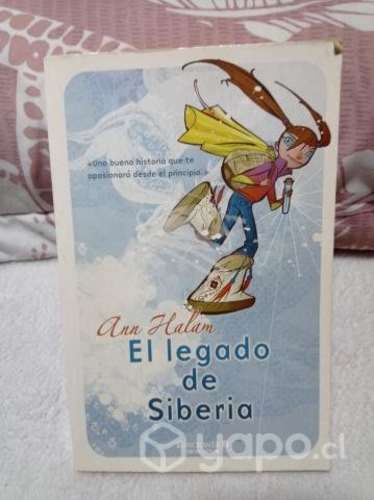 «Una buena historia que te
apasionará desde el principio.»
Ann Halam
El legado
de
Siberia
yapo.cl